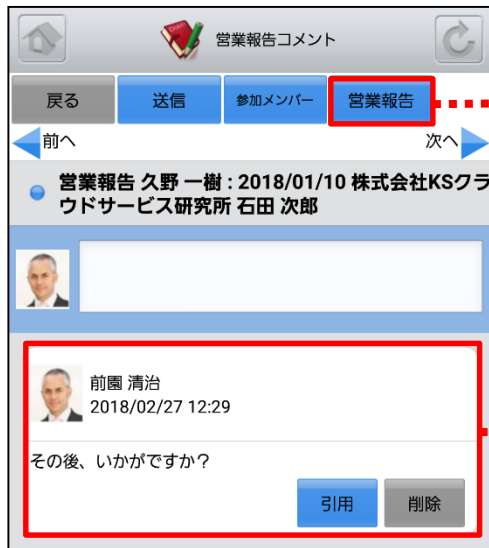 営業報告コメント
戻る 送信 参加メンバー 営業報告
前へ 次へ
営業報告 久野 一樹 : 2018/01/10 株式会社KSクラ
ウドサービス研究所 石田 次郎
前園 清治
2018/02/27 12:29
その後、いかがですか？
引用 削除